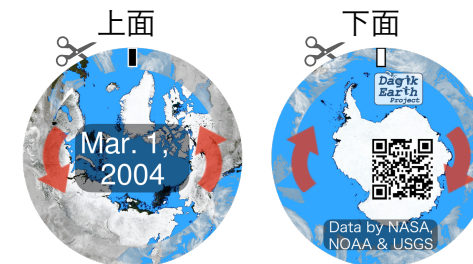 上面
下面
Mar. 1,
2004
Dagik
Earth
Project
Data by NASA,
NOAA & USGS